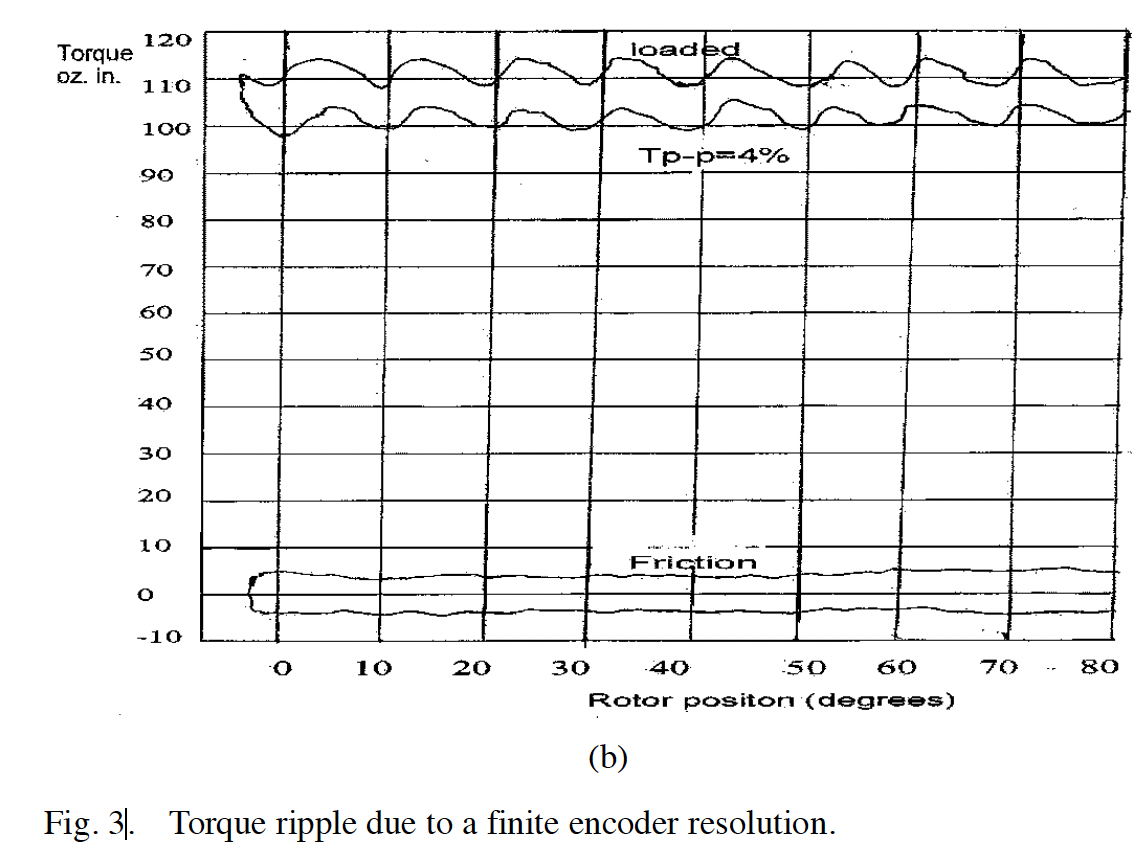 Torque
oz. in.
120
110
100
90
80
70
60
50
40
30
20
10
0
-10
loaded
Tp-p=4%
Friction
0 10 20 30 40 50 60 70 80
Rotor positon (degrees)
(b)
Fig. 3. Torque ripple due to a finite encoder resolution.